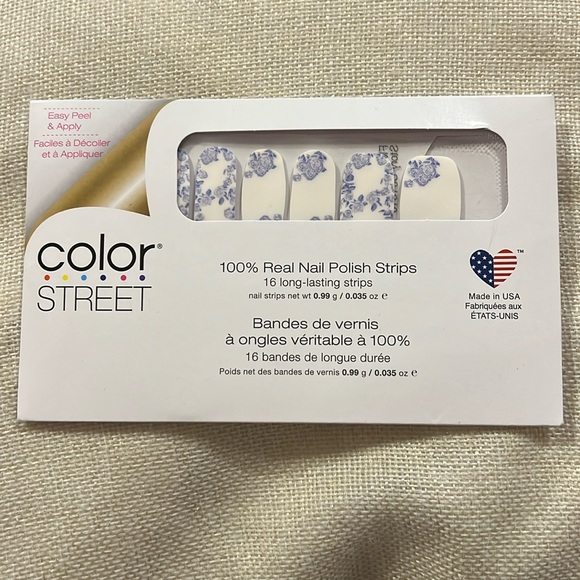 Easy Peel
& Apply
Faciles à Décoller
et à Appliquer
color®
STREET
100% Real Nail Polish Strips
16 long-lasting strips
nail strips net wt 0.99 g / 0.035 oz ℮
Bandes de vernis
à ongles véritable à 100%
16 bandes de longue durée
Poids net des bandes de vernis 0.99 g / 0.035 oz ℮
™
Made in USA
Fabriquées aux
ÉTATS-UNIS